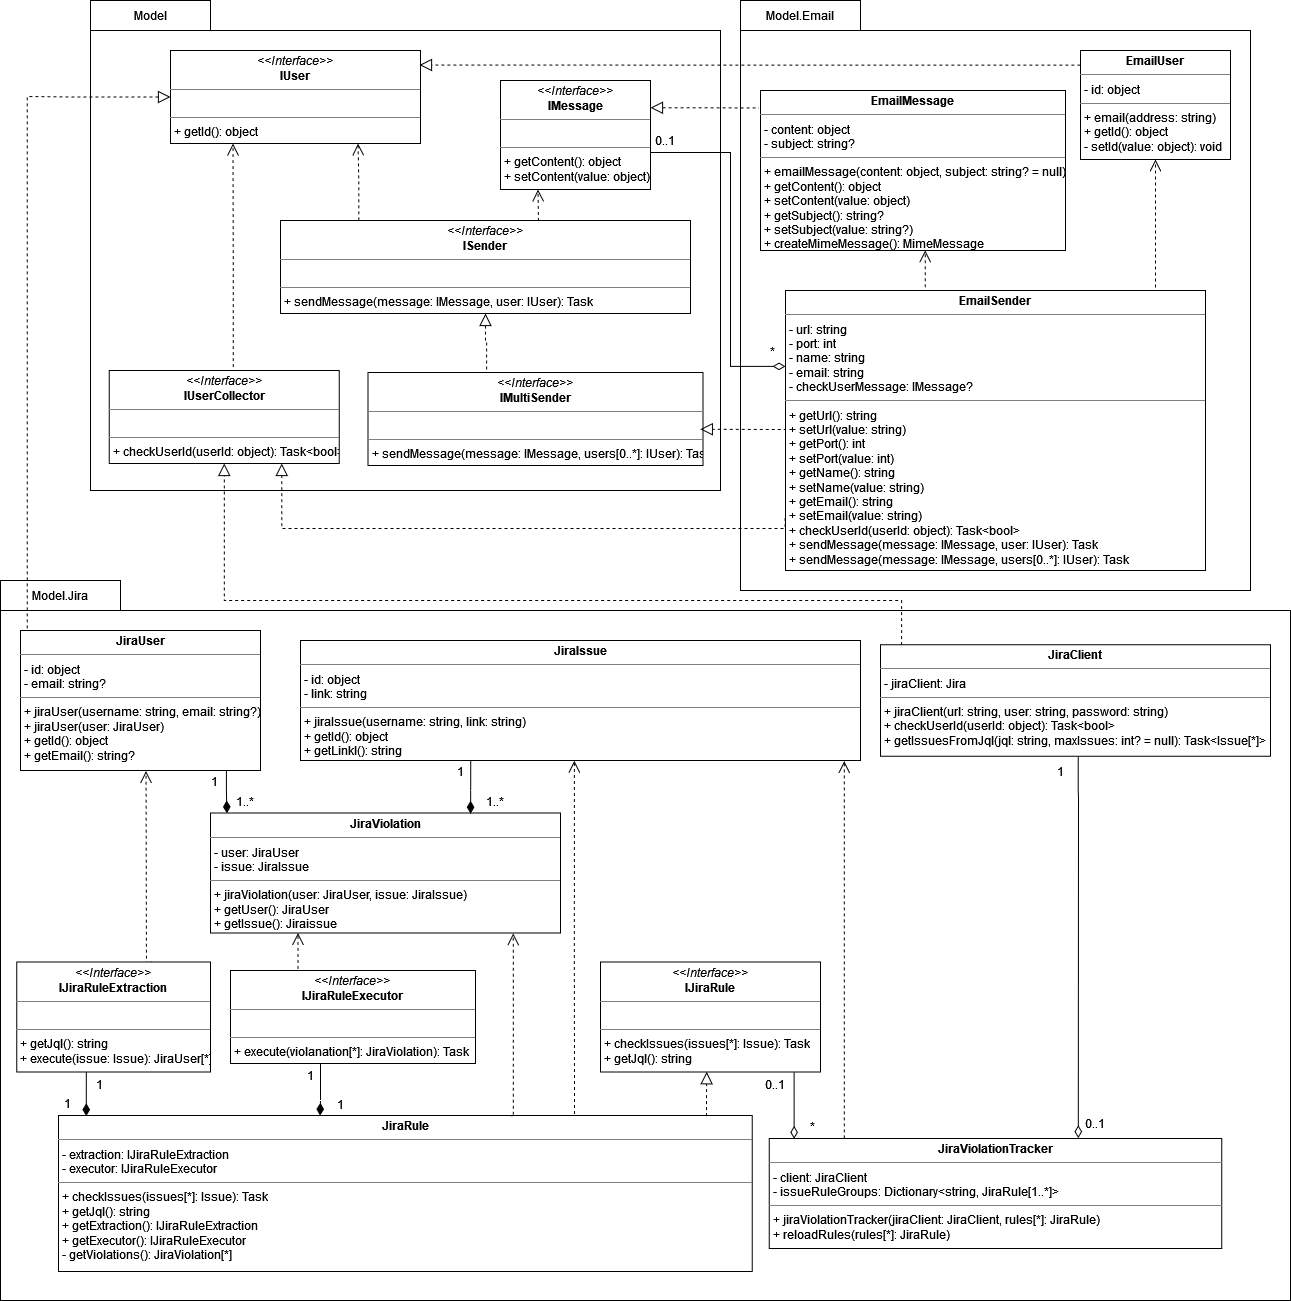 Model
<<Interface>>
IUser
+ getId(): object
<<Interface>>
IMessage
+ getContent(): object
+ setContent(value: object)
0..1
<<Interface>>
ISender
+ sendMessage(message: IMessage, user: IUser): Task
<<Interface>>
IUserCollector
+ checkUserId(userId: object): Task<bool>
<<Interface>>
IMultiSender
+ sendMessage(message: IMessage, users[0..*]: IUser): Tas
Model.Email
EmailUser
- id: object
+ email(address: string)
+ getId(): object
- setId(value: object): void
EmailMessage
- content: object
- subject: string?
+ emailMessage(content: object, subject: string? = null)
+ getContent(): object
+ setContent(value: object)
+ getSubject(): string?
+ setSubject(value: string?)
+ createMimeMessage(): MimeMessage
*
EmailSender
- url: string
- port: int
- name: string
- email: string
- checkUserMessage: IMessage?
+ getUrl(): string
+ setUrl(value: string)
+ getPort(): int
+ setPort(value: int)
+ getName(): string
+ setName(value: string)
+ getEmail(): string
+ setEmail(value: string)
+ checkUserId(userId: object): Task<bool>
+ sendMessage(message: IMessage, user: IUser): Task
+ sendMessage(message: IMessage, users[0..*]: IUser): Task
Model.Jira
JiraUser
- id: object
- email: string?
+ jiraUser(username: string, email: string?)
+ jiraUser(user: JiraUser)
+ getId(): object
+ getEmail(): string?
JiraIssue
- id: object
- link: string
+ jiraIssue(username: string, link: string)
+ getId(): object
+ getLinkI(): string
JiraClient
- jiraClient: Jira
+ jiraClient(url: string, user: string, password: string)
+ checkUserId(userId: object): Task<bool>
+ getIssuesFromJql(jql: string, maxIssues: int? = null): Task<Issue[*]>
1
1..*
1
1..*
1
JiraViolation
- user: JiraUser
- issue: JiraIssue
+ jiraViolation(user: JiraUser, issue: JiraIssue)
+ getUser(): JiraUser
+ getIssue(): Jiraissue
<<Interface>>
IJiraRuleExtraction
+ getJql(): string
+ execute(issue: Issue): JiraUser[*]
<<Interface>>
IJiraRuleExecutor
+ execute(violanation[*]: JiraViolation): Task
<<Interface>>
IJiraRule
+ checkIssues(issues[*]: Issue): Task
+ getJql(): string
1
1
1
1
0..1
*
0..1
JiraRule
- extraction: IJiraRuleExtraction
- executor: IJiraRuleExecutor
+ checkIssues(issues[*]: Issue): Task
+ getJql(): string
+ getExtraction(): IJiraRuleExtraction
+ getExecutor(): IJiraRuleExecutor
- getViolations(): JiraViolation[*]
JiraViolationTracker
- client: JiraClient
- issueRuleGroups: Dictionary<string, JiraRule[1..*]>
+ jiraViolationTracker(jiraClient: JiraClient, rules[*]: JiraRule)
+ reloadRules(rules[*]: JiraRule)